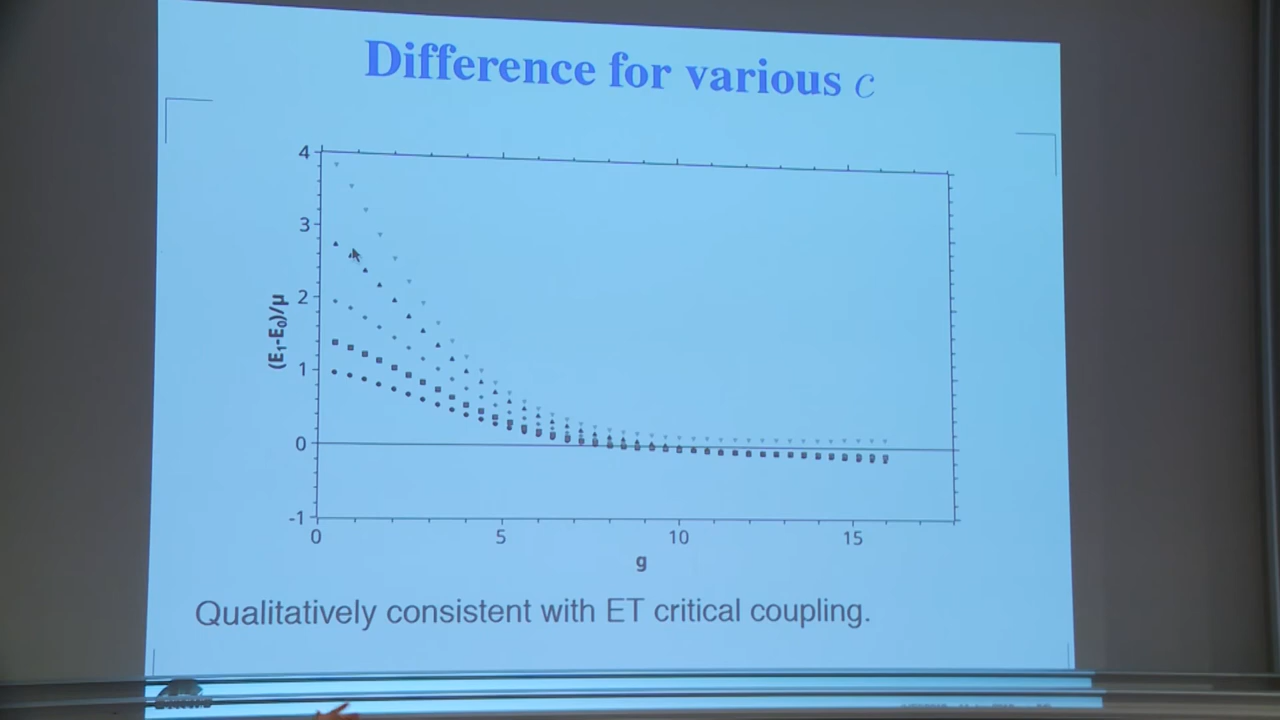 Difference for various c
4
3
2
1
0
-1
(E₁-E₀)/μ
0 5 10 15
g
Qualitatively consistent with ET critical coupling.